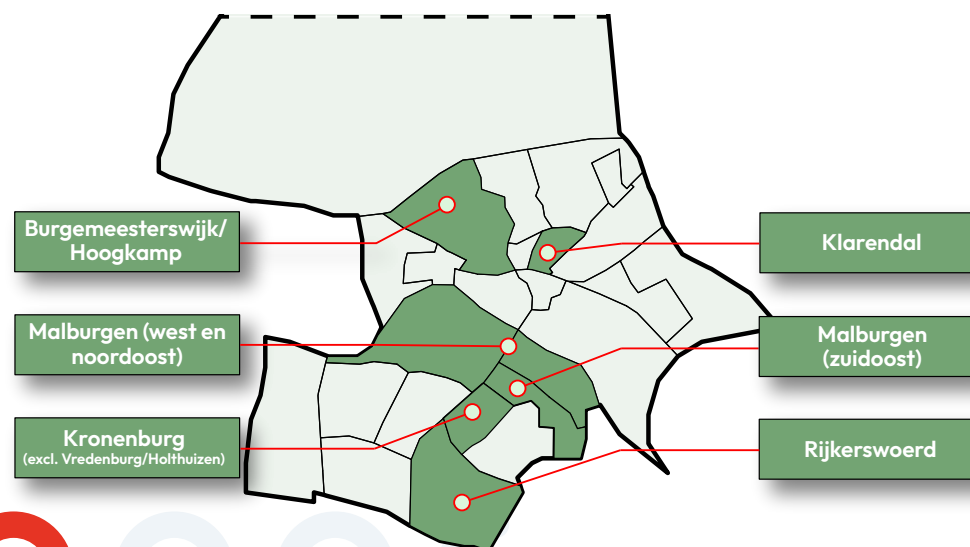 Burgemeesterswijk/
Hoogkamp
Klarendal
Malburgen (west en
noordoost)
Malburgen
(zuidoost)
Kronenburg
(excl. Vredenburg/Holthuizen)
Rijkerswoerd